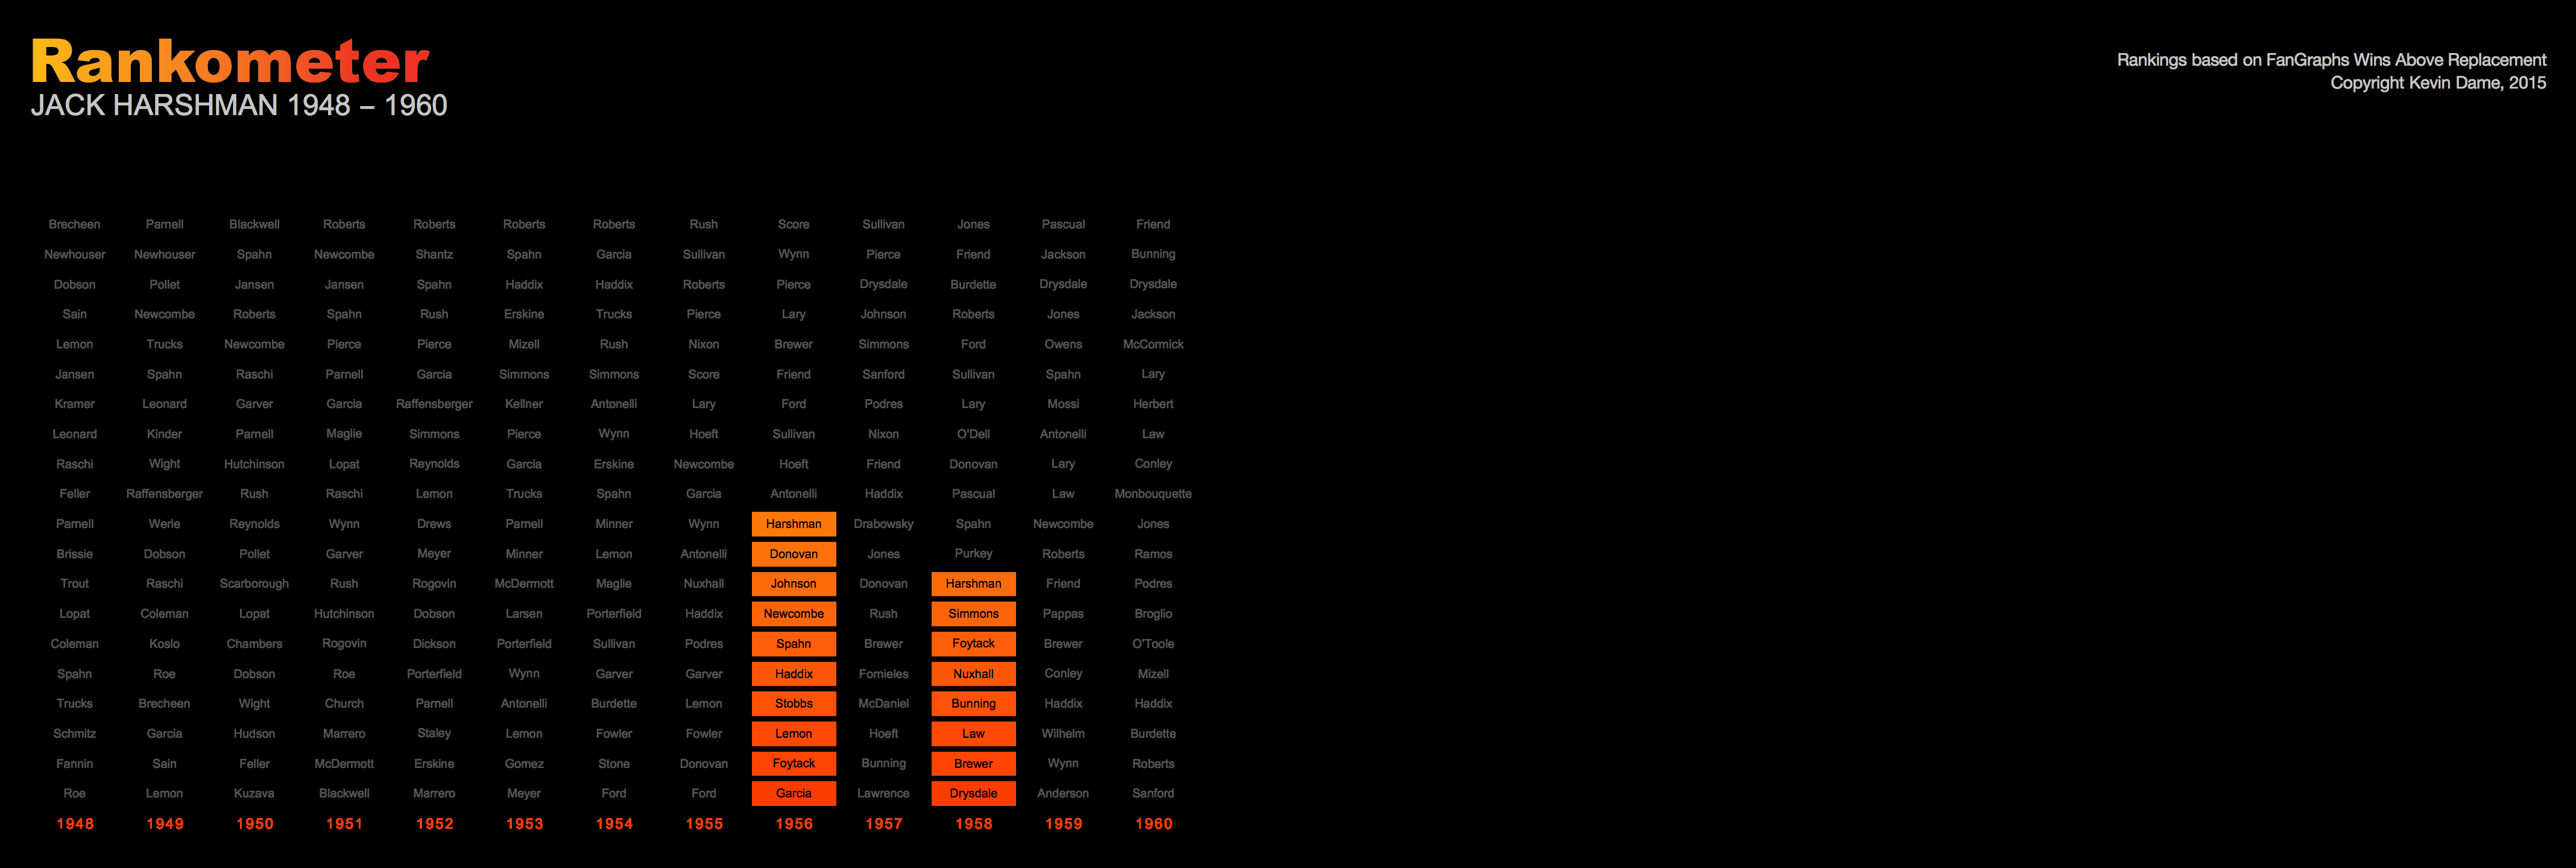 Rankometer
JACK HARSHMAN 1948 – 1960
Rankings based on FanGraphs Wins Above Replacement
Copyright Kevin Dame, 2015
Brecheen Parnell Blackwell Roberts Roberts Roberts Roberts Rush Score Sullivan Jones Pascual Friend
Newhouser Newhouser Spahn Newcombe Shantz Spahn Garcia Sullivan Wynn Pierce Friend Jackson Bunning
Dobson Pollet Jansen Jansen Spahn Haddix Haddix Roberts Pierce Drysdale Burdette Drysdale Drysdale
Sain Newcombe Roberts Spahn Rush Erskine Trucks Pierce Lary Johnson Roberts Jones Jackson
Lemon Trucks Newcombe Pierce Pierce Mizell Rush Nixon Brewer Simmons Ford Owens McCormick
Jansen Spahn Raschi Parnell Garcia Simmons Simmons Score Friend Sanford Sullivan Spahn Lary
Kramer Leonard Garver Garcia Raffensberger Kellner Antonelli Lary Ford Podres Lary Mossi Herbert
Leonard Kinder Parnell Maglie Simmons Pierce Wynn Hoeft Sullivan Nixon O'Dell Antonelli Law
Raschi Wight Hutchinson Lopat Reynolds Garcia Erskine Newcombe Hoeft Friend Donovan Lary Conley
Feller Raffensberger Rush Raschi Lemon Trucks Spahn Garcia Antonelli Haddix Pascual Law Monbouquette
Parnell Werle Reynolds Wynn Drews Parnell Minner Wynn Harshman Drabowsky Spahn Newcombe Jones
Brissie Dobson Pollet Garver Meyer Minner Lemon Antonelli Donovan Jones Purkey Roberts Ramos
Trout Raschi Scarborough Rush Rogovin McDermott Maglie Nuxhall Johnson Donovan Harshman Friend Podres
Lopat Coleman Lopat Hutchinson Dobson Larsen Porterfield Haddix Newcombe Rush Simmons Pappas Broglio
Coleman Koslo Chambers Rogovin Dickson Porterfield Sullivan Podres Spahn Brewer Foytack Brewer O'Toole
Spahn Roe Dobson Roe Porterfield Wynn Garver Garver Haddix Fornieles Nuxhall Conley Mizell
Trucks Brecheen Wight Church Parnell Antonelli Burdette Lemon Stobbs McDaniel Bunning Haddix Haddix
Schmitz Garcia Hudson Marrero Staley Lemon Fowler Fowler Lemon Hoeft Law Wilhelm Burdette
Fannin Sain Feller McDermott Erskine Gomez Stone Donovan Foytack Bunning Brewer Wynn Roberts
Roe Lemon Kuzava Blackwell Marrero Meyer Ford Ford Garcia Lawrence Drysdale Anderson Sanford
1948 1949 1950 1951 1952 1953 1954 1955 1956 1957 1958 1959 1960